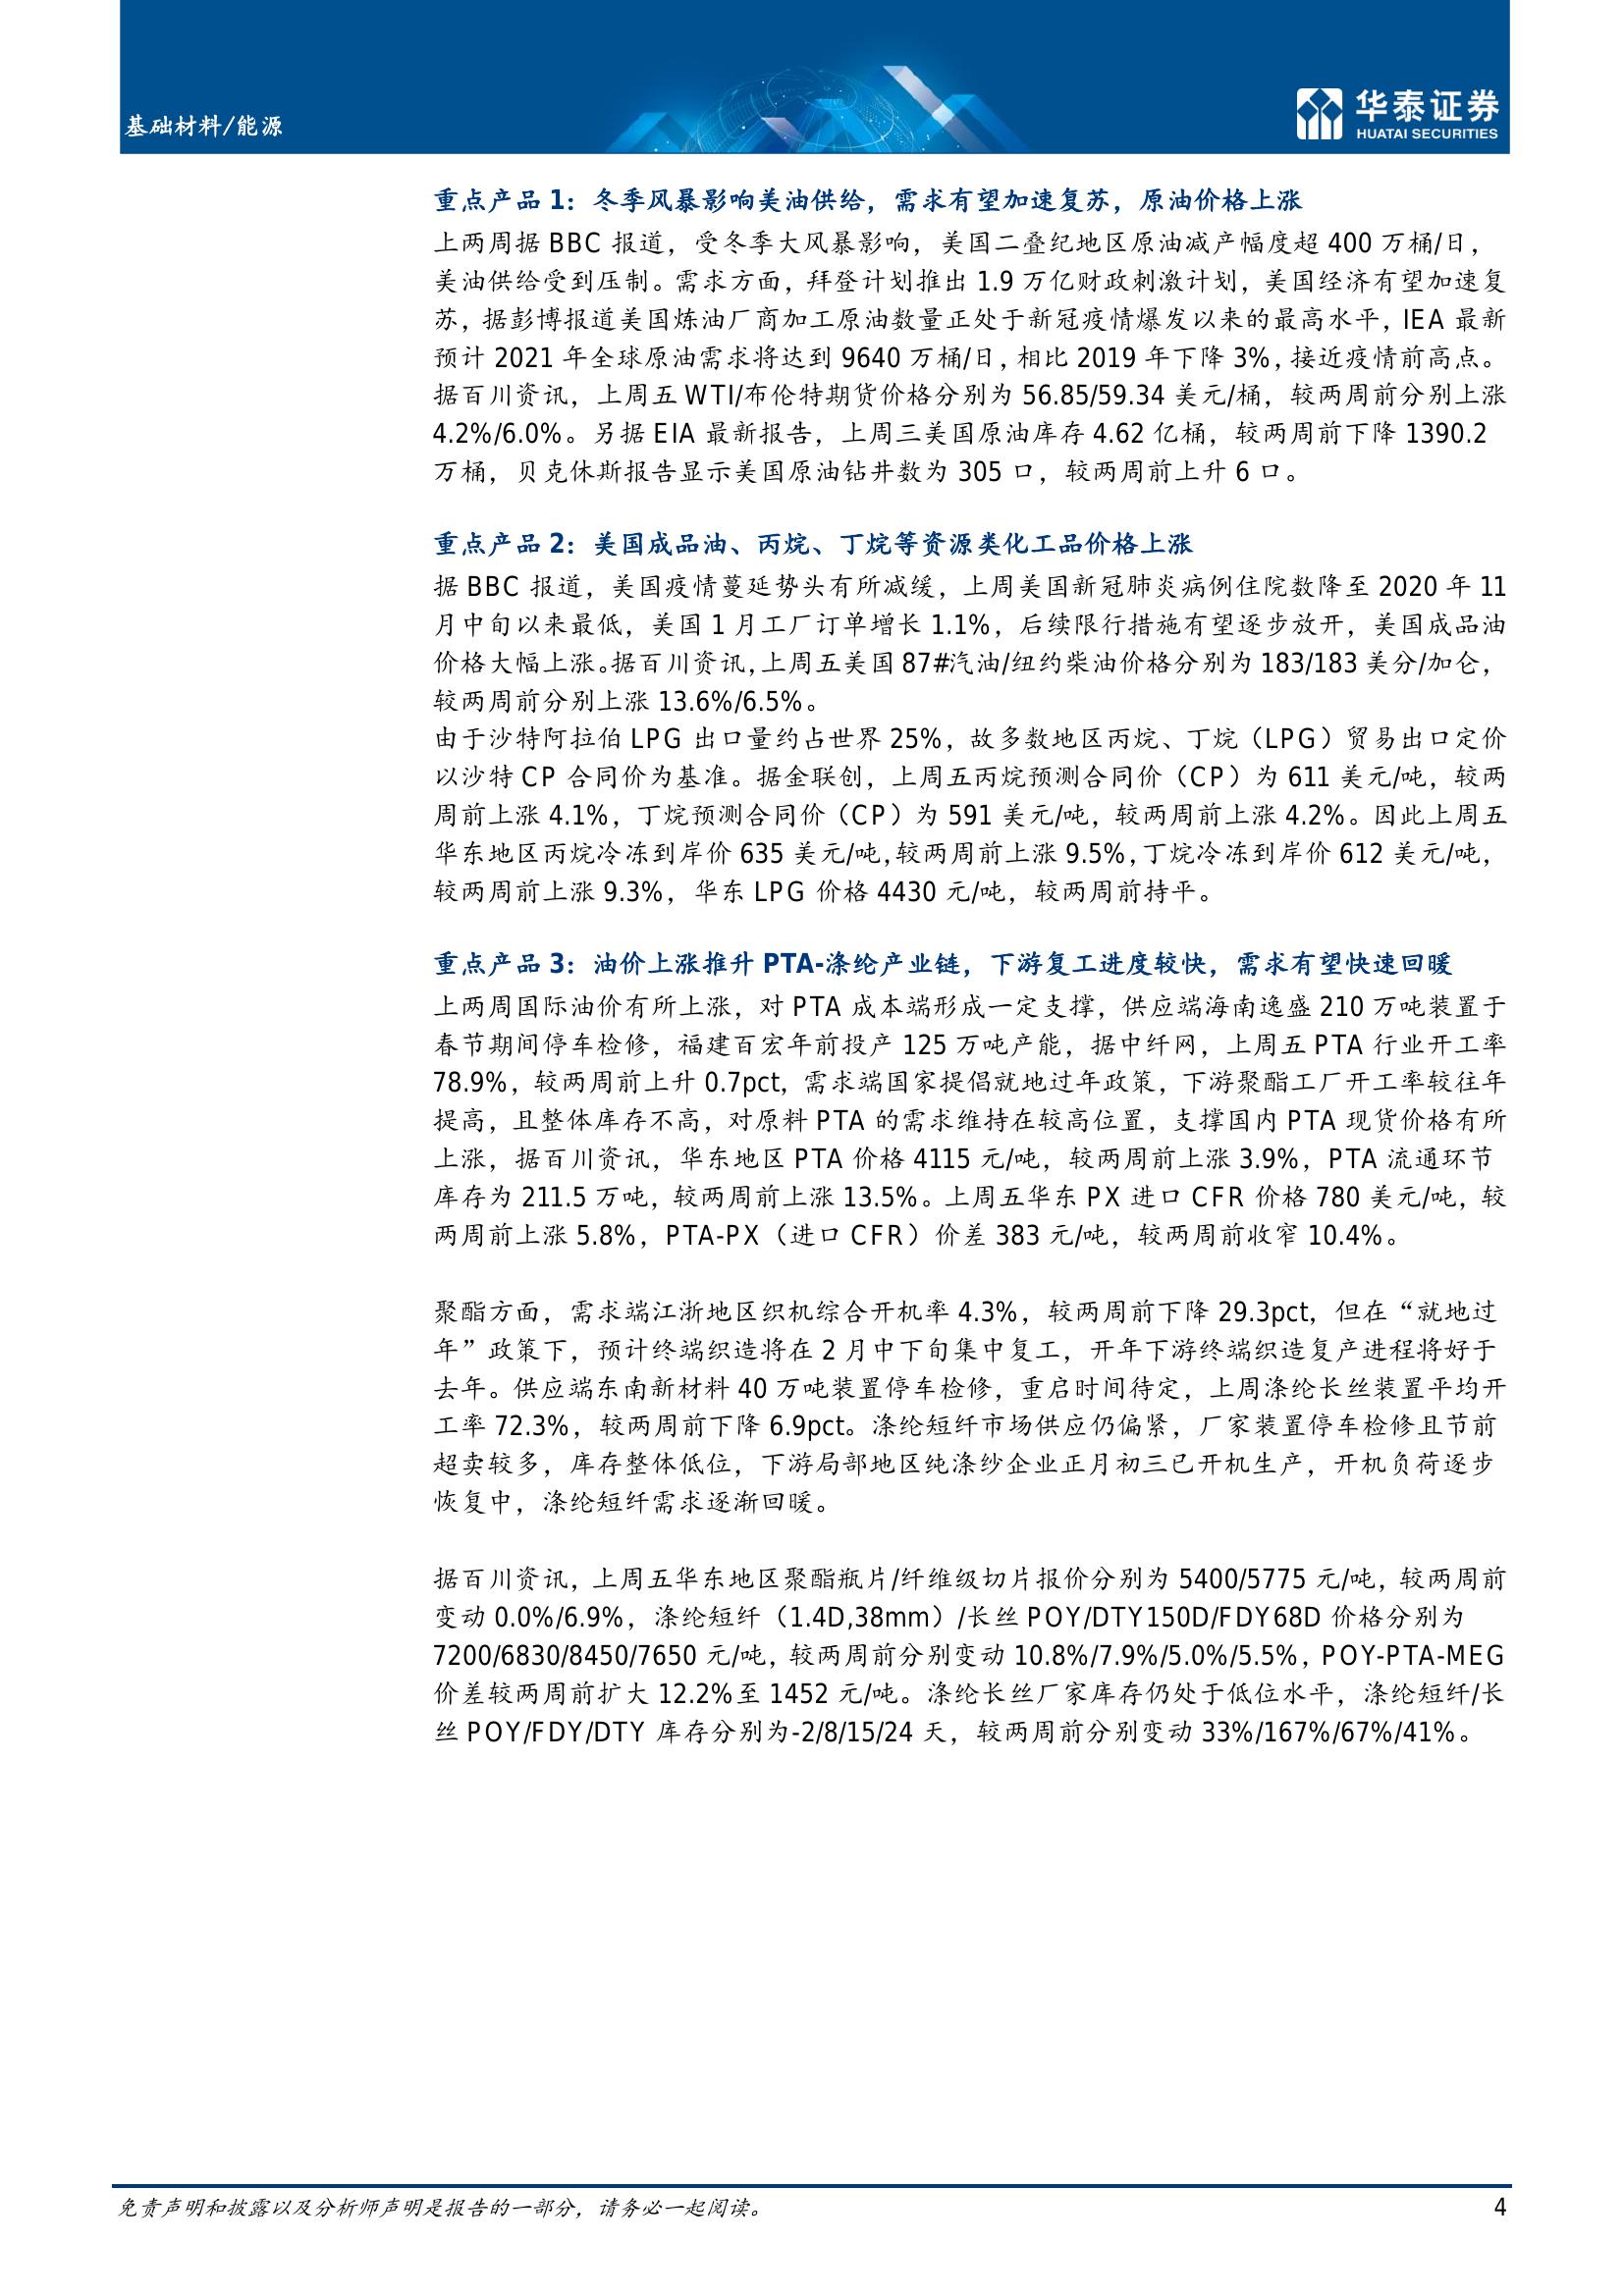 基础材料/能源
华泰证券
HUATAI SECURITIES
重点产品 1：冬季风暴影响美油供给，需求有望加速复苏，原油价格上涨
上两周据 BBC 报道，受冬季大风暴影响，美国二叠纪地区原油减产幅度超 400 万桶/日，
美油供给受到压制。需求方面，拜登计划推出 1.9 万亿财政刺激计划，美国经济有望加速复
苏，据彭博报道美国炼油厂商加工原油数量正处于新冠疫情爆发以来的最高水平，IEA 最新
预计 2021 年全球原油需求将达到 9640 万桶/日，相比 2019 年下降 3%，接近疫情前高点。
据百川资讯，上周五 WTI/布伦特期货价格分别为 56.85/59.34 美元/桶，较两周前分别上涨
4.2%/6.0%。另据 EIA 最新报告，上周三美国原油库存 4.62 亿桶，较两周前下降 1390.2
万桶，贝克休斯报告显示美国原油钻井数为 305 口，较两周前上升 6 口。
重点产品 2：美国成品油、丙烷、丁烷等资源类化工品价格上涨
据 BBC 报道，美国疫情蔓延势头有所减缓，上周美国新冠肺炎病例住院数降至 2020 年 11
月中旬以来最低，美国 1 月工厂订单增长 1.1%，后续限行措施有望逐步放开，美国成品油
价格大幅上涨。据百川资讯，上周五美国 87#汽油/纽约柴油价格分别为 183/183 美分/加仑，
较两周前分别上涨 13.6%/6.5%。
由于沙特阿拉伯 LPG 出口量约占世界 25%，故多数地区丙烷、丁烷（LPG）贸易出口定价
以沙特 CP 合同价为基准。据金联创，上周五丙烷预测合同价（CP）为 611 美元/吨，较两
周前上涨 4.1%，丁烷预测合同价（CP）为 591 美元/吨，较两周前上涨 4.2%。因此上周五
华东地区丙烷冷冻到岸价 635 美元/吨，较两周前上涨 9.5%，丁烷冷冻到岸价 612 美元/吨，
较两周前上涨 9.3%，华东 LPG 价格 4430 元/吨，较两周前持平。
重点产品 3：油价上涨推升 PTA-涤纶产业链，下游复工进度较快，需求有望快速回暖
上两周国际油价有所上涨，对 PTA 成本端形成一定支撑，供应端海南逸盛 210 万吨装置于
春节期间停车检修，福建百宏年前投产 125 万吨产能，据中纤网，上周五 PTA 行业开工率
78.9%，较两周前上升 0.7pct，需求端国家提倡就地过年政策，下游聚酯工厂开工率较往年
提高，且整体库存不高，对原料 PTA 的需求维持在较高位置，支撑国内 PTA 现货价格有所
上涨，据百川资讯，华东地区 PTA 价格 4115 元/吨，较两周前上涨 3.9%，PTA 流通环节
库存为 211.5 万吨，较两周前上涨 13.5%。上周五华东 PX 进口 CFR 价格 780 美元/吨，较
两周前上涨 5.8%，PTA-PX（进口 CFR）价差 383 元/吨，较两周前收窄 10.4%。
聚酯方面，需求端江浙地区织机综合开机率 4.3%，较两周前下降 29.3pct，但在“就地过
年”政策下，预计终端织造将在 2 月中下旬集中复工，开年下游终端织造复产进程将好于
去年。供应端东南新材料 40 万吨装置停车检修，重启时间待定，上周涤纶长丝装置平均开
工率 72.3%，较两周前下降 6.9pct。涤纶短纤市场供应仍偏紧，厂家装置停车检修且节前
超卖较多，库存整体低位，下游局部地区纯涤纱企业正月初三已开机生产，开机负荷逐步
恢复中，涤纶短纤需求逐渐回暖。
据百川资讯，上周五华东地区聚酯瓶片/纤维级切片报价分别为 5400/5775 元/吨，较两周前
变动 0.0%/6.9%，涤纶短纤（1.4D,38mm）/长丝 POY/DTY150D/FDY68D 价格分别为
7200/6830/8450/7650 元/吨，较两周前分别变动 10.8%/7.9%/5.0%/5.5%，POY-PTA-MEG
价差较两周前扩大 12.2%至 1452 元/吨。涤纶长丝厂家库存仍处于低位水平，涤纶短纤/长
丝 POY/FDY/DTY 库存分别为-2/8/15/24 天，较两周前分别变动 33%/167%/67%/41%。
免责声明和披露以及分析师声明是报告的一部分，请务必一起阅读。
4